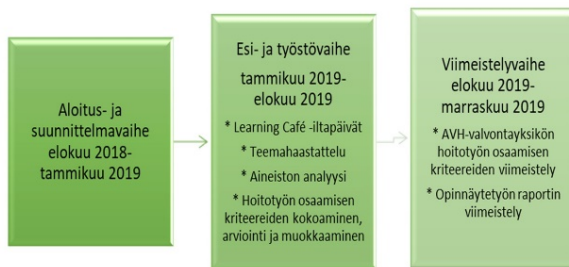 Aloitus- ja
suunnittelmavaihe
elokuu 2018-
tammikuu 2019
Esi- ja työstövaihe
tammikuu 2019-
elokuu 2019
* Learning Café -iltapäivät
* Teemahaastattelu
* Aineiston analyysi
* Hoitotyön osaamisen
kriteereiden kokoaminen,
arviointi ja muokkaaminen
Viimeistelyvaihe
elokuu 2019-
marraskuu 2019
* AVH-valvontayksikön
hoitotyön osaamisen
kriteereiden viimeistely
* Opinnäytetyön raportin
viimeistely